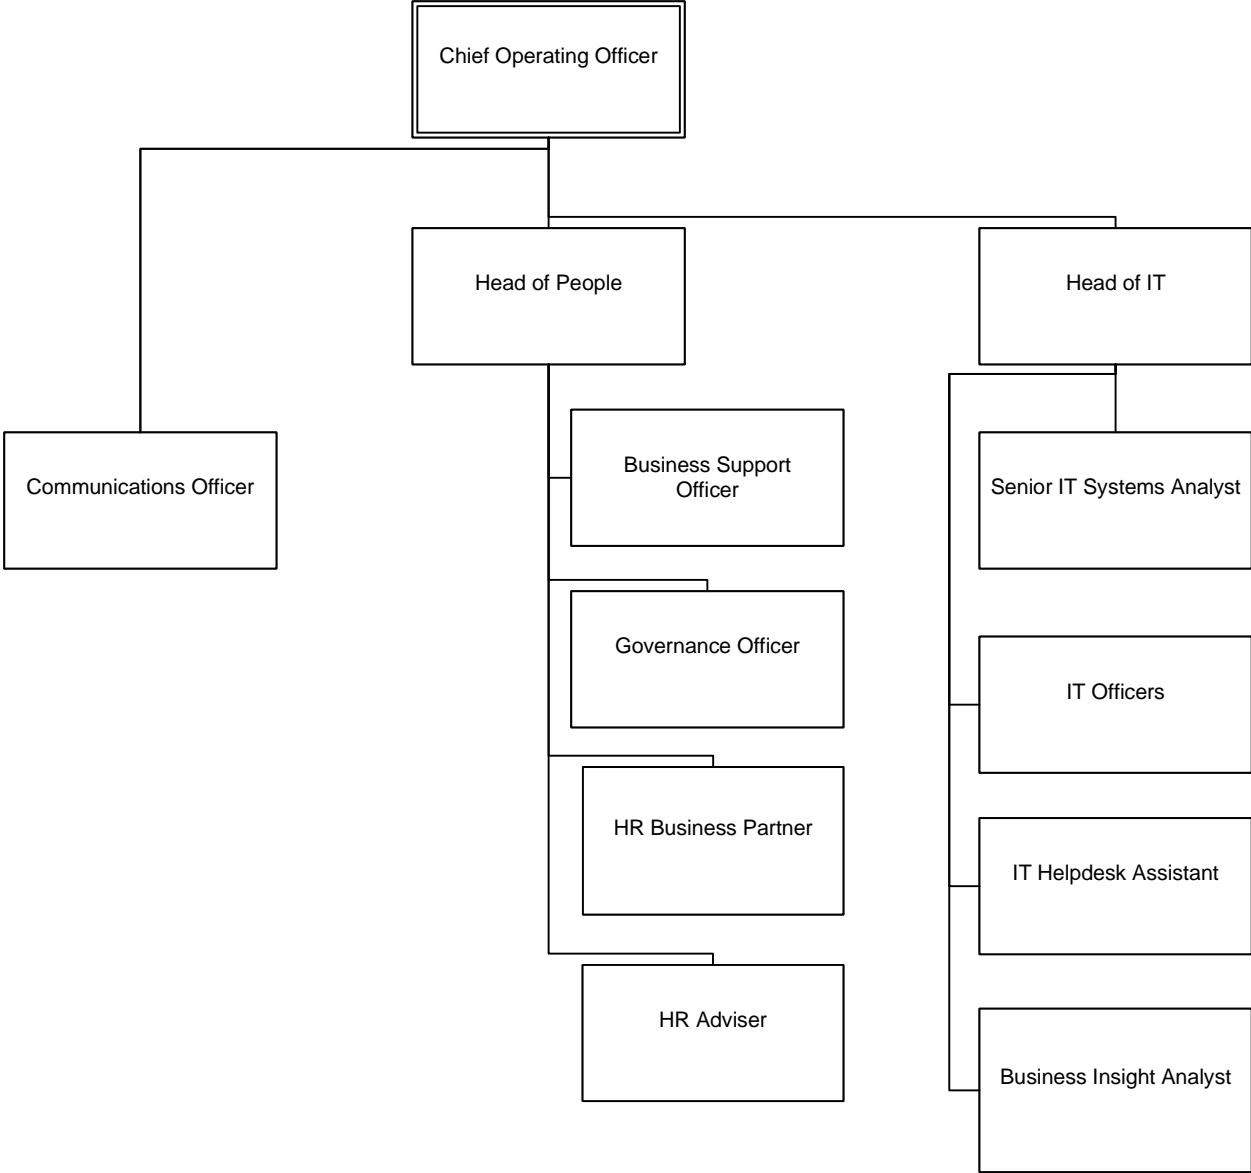 Chief Operating Officer
Head of People
Head of IT
Communications Officer
Business Support
Officer
Senior IT Systems Analyst
Governance Officer
IT Officers
HR Business Partner
IT Helpdesk Assistant
HR Adviser
Business Insight Analyst